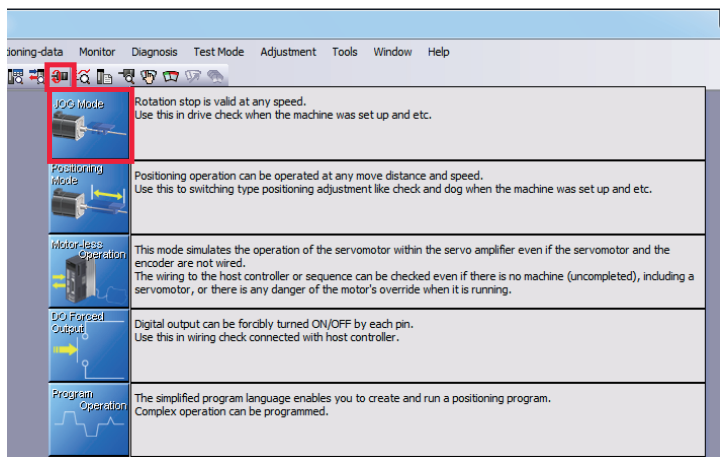 ioning-data Monitor Diagnosis Test Mode Adjustment Tools Window Help
JOG Mode
Rotation stop is valid at any speed.
Use this in drive check when the machine was set up and etc.
Positioning
Mode
Positioning operation can be operated at any move distance and speed.
Use this to switching type positioning adjustment like check and dog when the machine was set up and etc.
Motor-less
Operation
This mode simulates the operation of the servomotor within the servo amplifier even if the servomotor and the
encoder are not wired.
The wiring to the host controller or sequence can be checked even if there is no machine (uncompleted), including a
servomotor, or there is any danger of the motor's override when it is running.
DO Forced
Output
Digital output can be forcibly turned ON/OFF by each pin.
Use this in wiring check connected with host controller.
Program
Operation
The simplified program language enables you to create and run a positioning program.
Complex operation can be programmed.